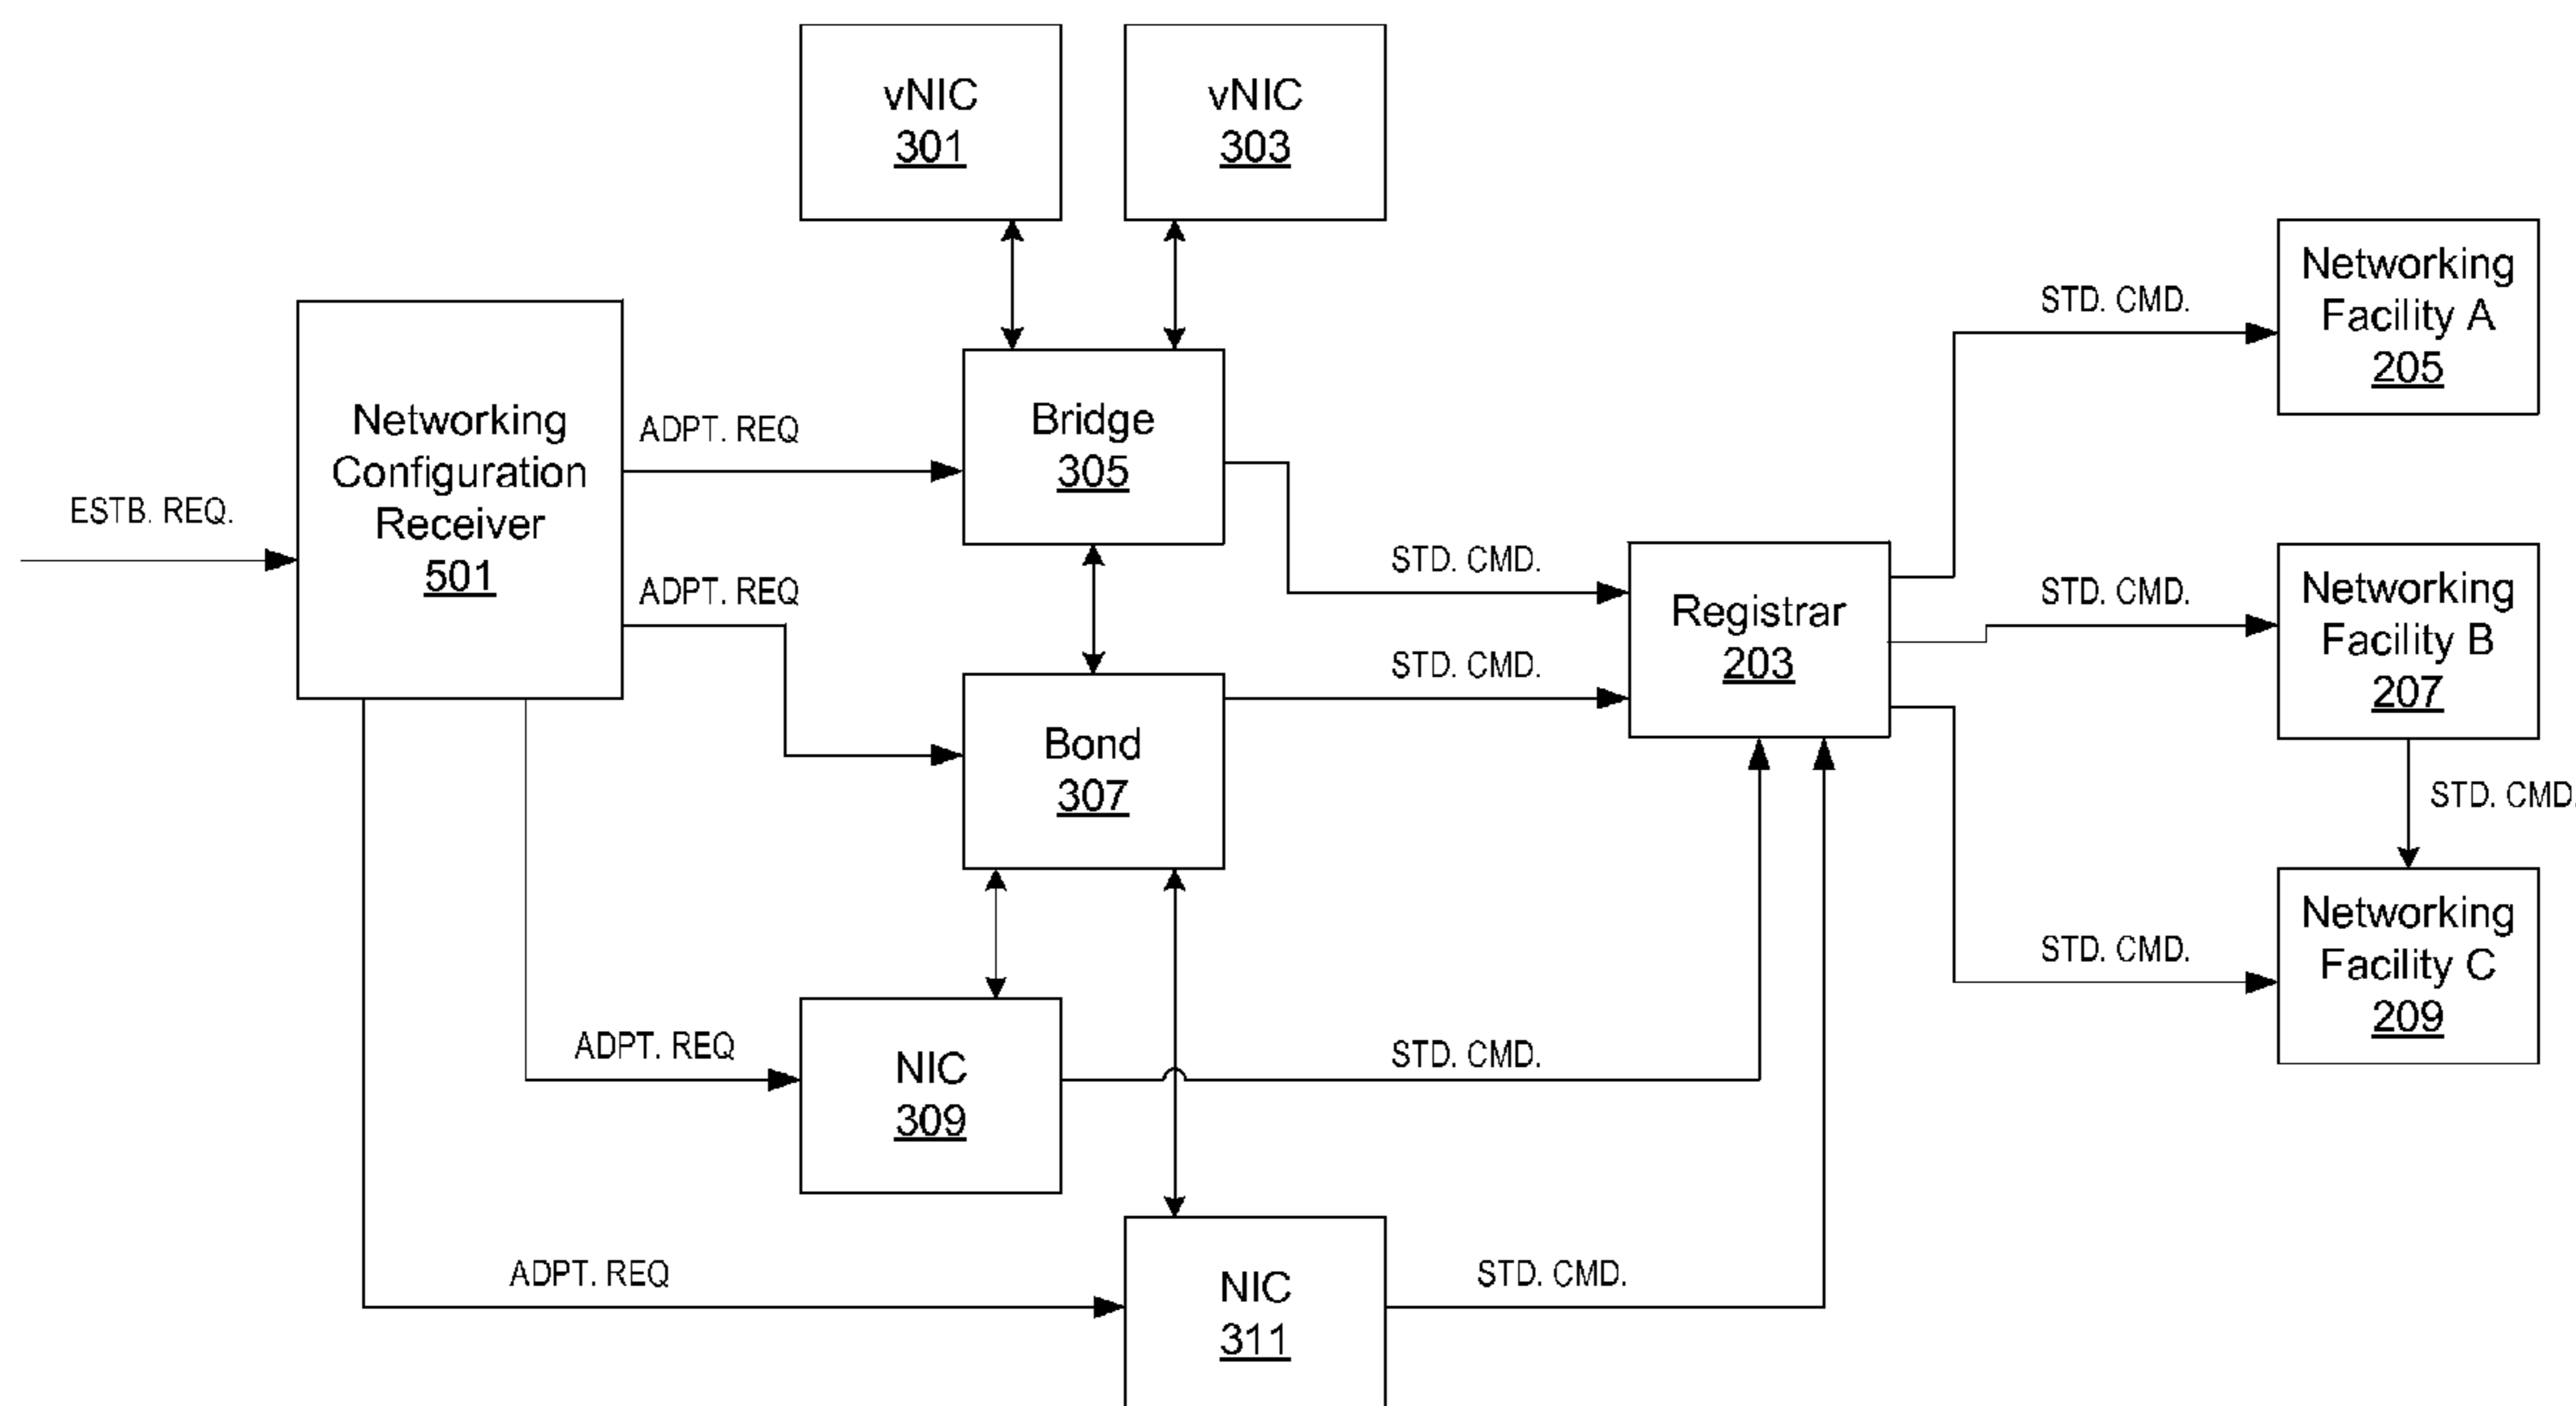 vNIC
301
vNIC
303
Networking
Facility A
205
STD. CMD.
Networking
Configuration
Receiver
501
ESTB. REQ.
ADPT. REQ
Bridge
305
ADPT. REQ
STD. CMD.
Registrar
203
STD. CMD.
Networking
Facility B
207
STD. CMD.
Bond
307
STD. CMD.
Networking
Facility C
209
STD. CMD.
ADPT. REQ
NIC
309
STD. CMD.
ADPT. REQ
NIC
311
STD. CMD.